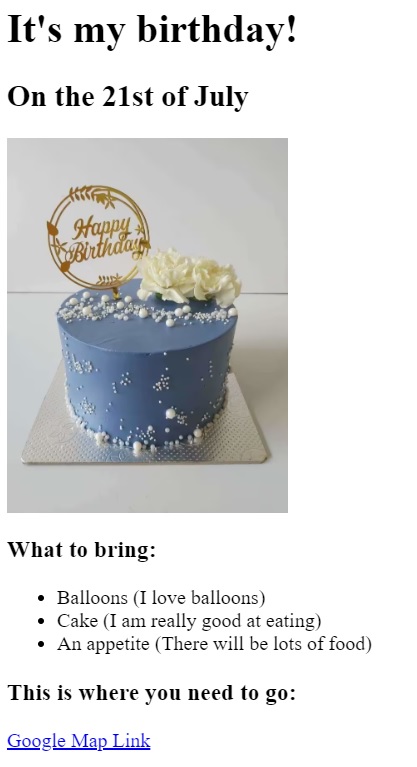 It's my birthday!
On the 21st of July
Happy
Birthday
What to bring:
Balloons (I love balloons)
Cake (I am really good at eating)
An appetite (There will be lots of food)
This is where you need to go:
Google Map Link